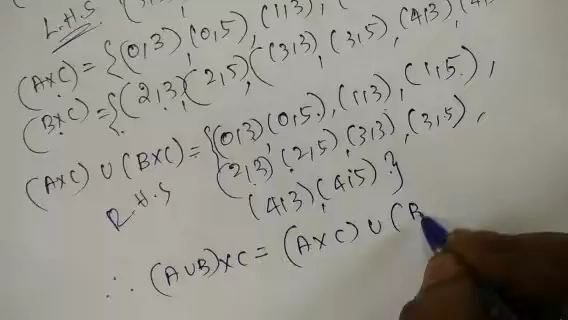 L.H.S
(A×C) = {(0,3), (0,5), (1,3),
(B×C) = {(2,3), (2,5), (3,3), (3,5), (4,3), (4,
(A×C) ∪ (B×C) = {(0,3) (0,5), (1,3), (1,5),
(2,3) (2,5), (3,3), (3,5),
(4,3) (4,5)}
R.H.S
∴ (A∪B)×C = (A×C) ∪ (B